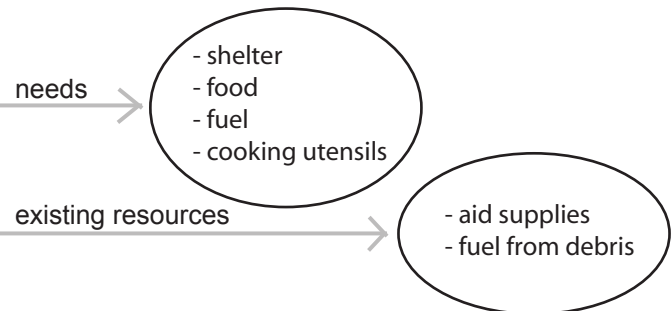 needs
- shelter
- food
- fuel
- cooking utensils
existing resources
- aid supplies
- fuel from debris